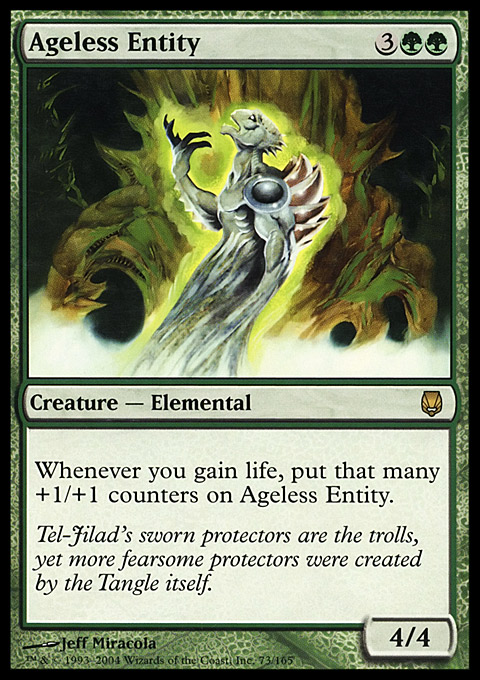 Ageless Entity 3
Creature — Elemental
Whenever you gain life, put that many
+1/+1 counters on Ageless Entity.
Tel-Jilad's sworn protectors are the trolls,
yet more fearsome protectors were created
by the Tangle itself.
Jeff Miracola
4/4
™ & © 1993–2004 Wizards of the Coast, Inc. 73/165